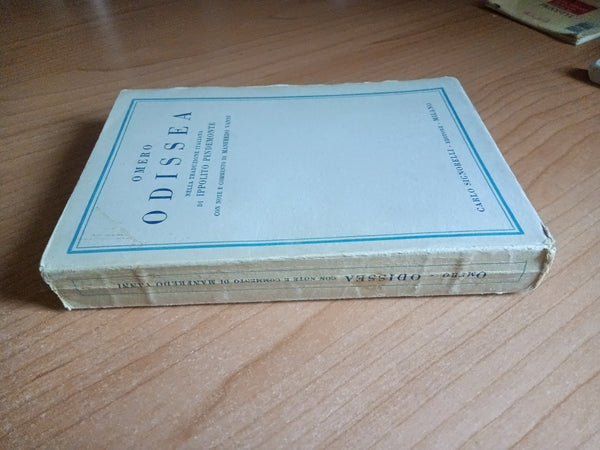 OMERO
ODISSEA
NELLA TRADUZIONE ITALIANA
DI IPPOLITO PINDEMONTE
CON NOTE E COMMENTO DI MANFREDO VANNI
CARLO SIGNORELLI - EDITORE MILANO
OMERO - ODISSEA CON NOTE E COMMENTO DI MANFREDO VANNI